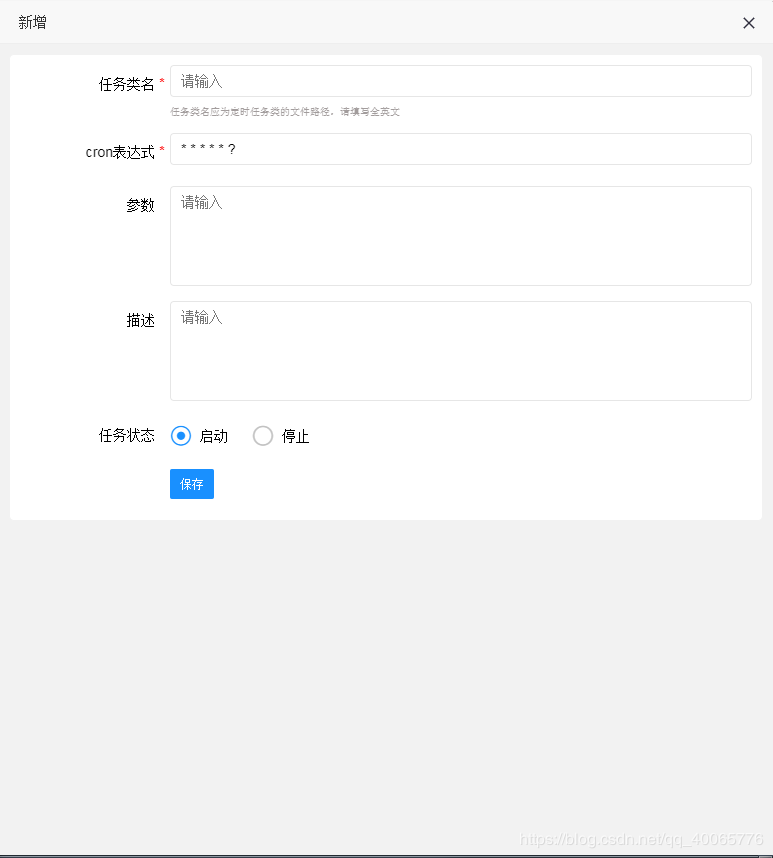 新增
任务类名 * 请输入
任务类名应为定时任务类的文件路径，请填写全英文
cron表达式 * * * * * * ?
参数 请输入
描述 请输入
任务状态 启动 停止
保存
https://blog.csdn.net/qq_40065776